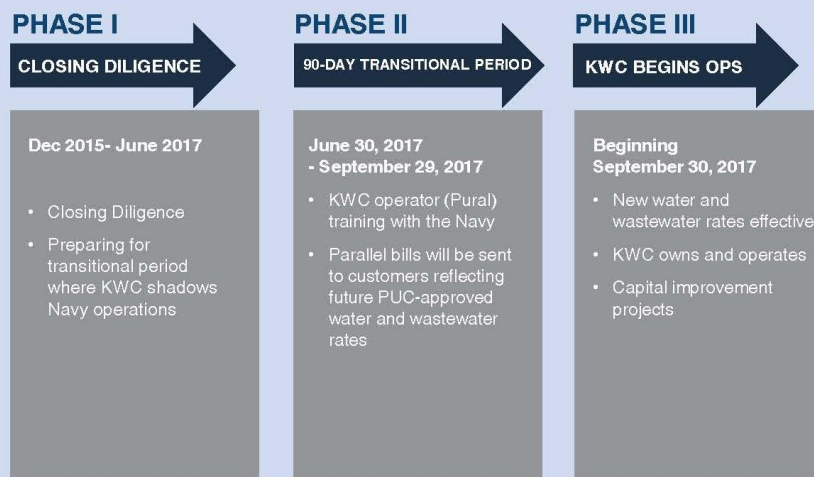 PHASE I
CLOSING DILIGENCE
Dec 2015- June 2017
• Closing Diligence
• Preparing for
transitional period
where KWC shadows
Navy operations
PHASE II
90-DAY TRANSITIONAL PERIOD
June 30, 2017
- September 29, 2017
• KWC operator (Pural)
training with the Navy
• Parallel bills will be sent
to customers reflecting
future PUC-approved
water and wastewater
rates
PHASE III
KWC BEGINS OPS
Beginning
September 30, 2017
• New water and
wastewater rates effective
• KWC owns and operates
• Capital improvement
projects